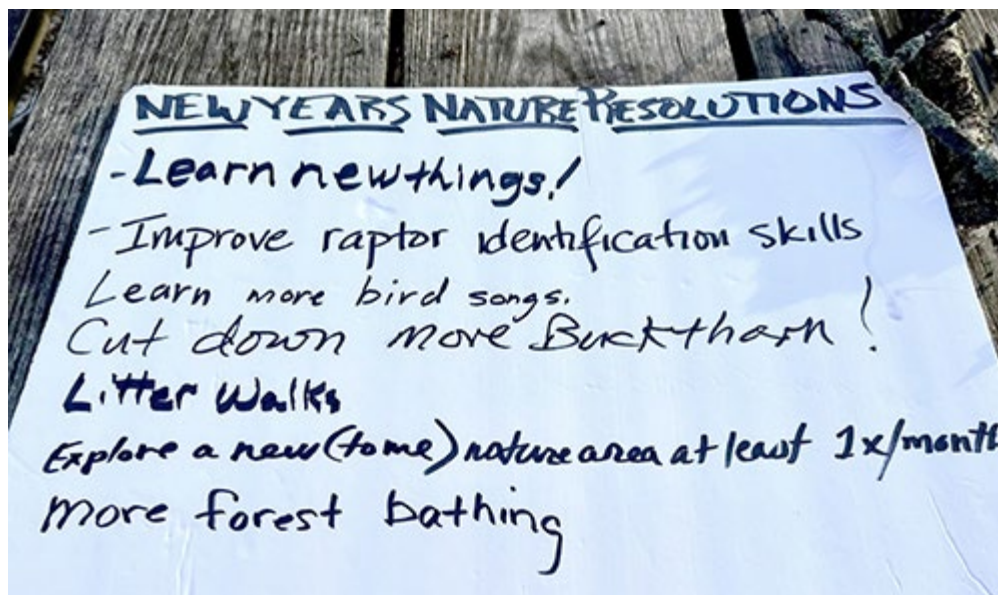 NEW YEARS NATURE RESOLUTIONS
- Learn new things!
- Improve raptor identification skills
Learn more bird songs.
Cut down more Buckthorn!
Litter Walks
Explore a new (to me) nature area at least 1x/month
More forest bathing